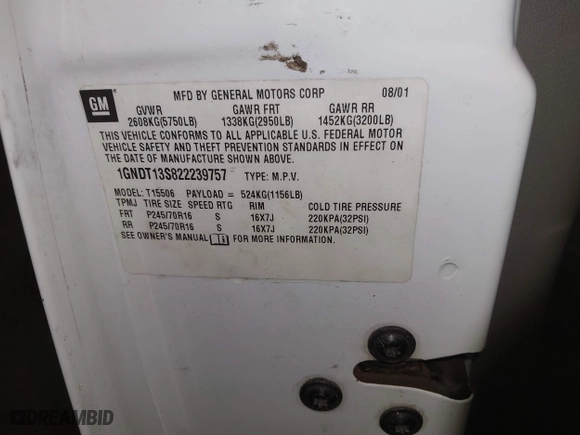 GM
MFD BY GENERAL MOTORS CORP 08/01
GVWR GAWR FRT GAWR RR
2608KG(5750LB) 1338KG(2950LB) 1452KG(3200LB)
THIS VEHICLE CONFORMS TO ALL APPLICABLE U.S. FEDERAL MOTOR
VEHICLE SAFETY AND THEFT PREVENTION STANDARDS IN EFFECT ON
THE DATE OF MANUFACTURE SHOWN ABOVE.
1GNDT13S822239757 TYPE: M.P.V.
MODEL: T15506 PAYLOAD = 524KG(1156LB)
TPMJ TIRE SIZE SPEED RTG RIM COLD TIRE PRESSURE
FRT P245/70R16 S 16X7J 220KPA(32PSI)
RR P245/70R16 S 16X7J 220KPA(32PSI)
SEE OWNER'S MANUAL FOR MORE INFORMATION.
DREAMBID